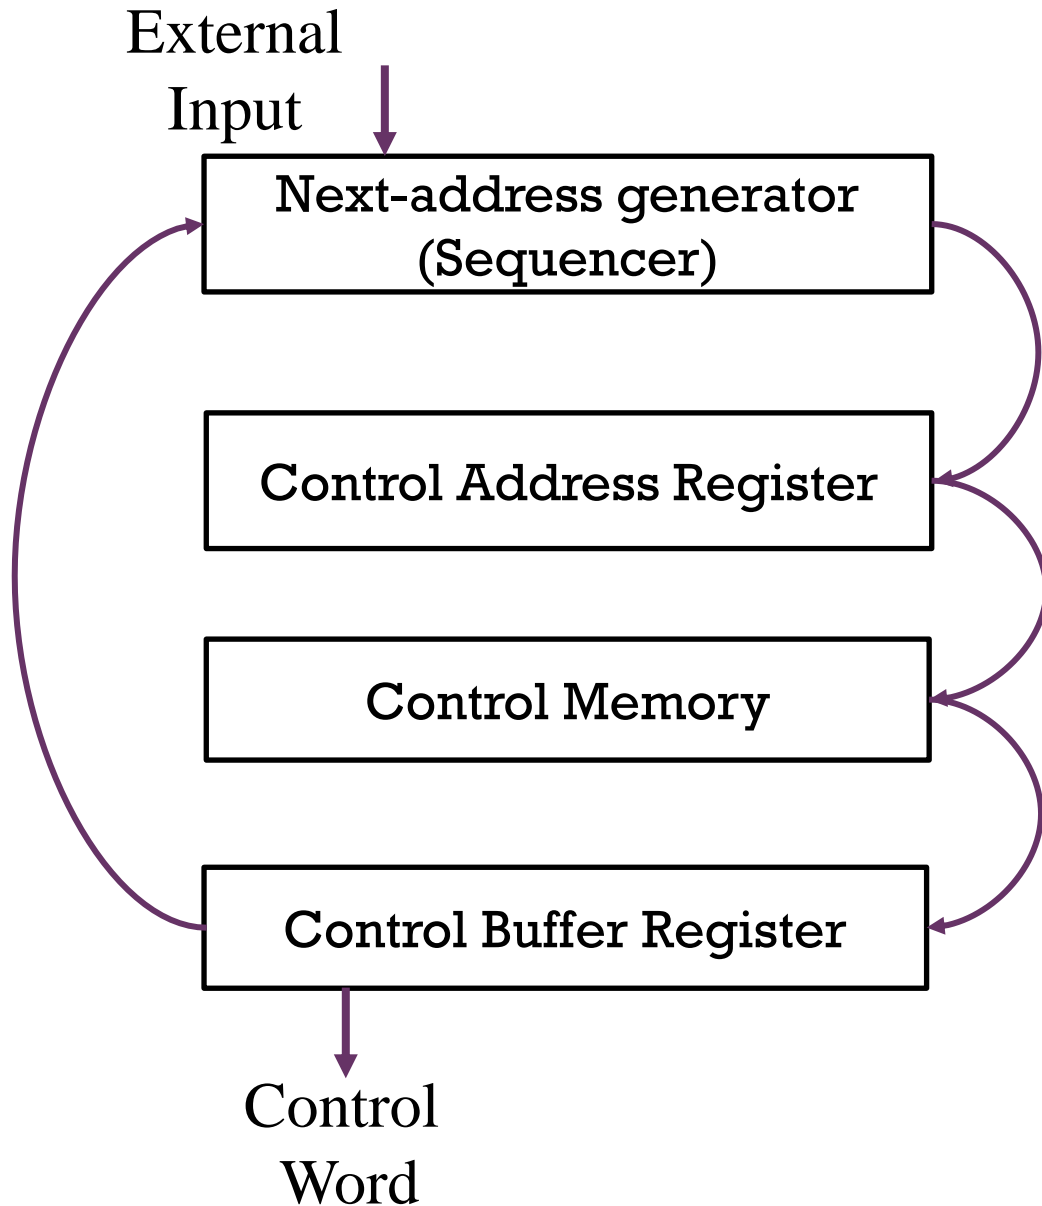 External
Input
Next-address generator
(Sequencer)
Control Address Register
Control Memory
Control Buffer Register
Control
Word